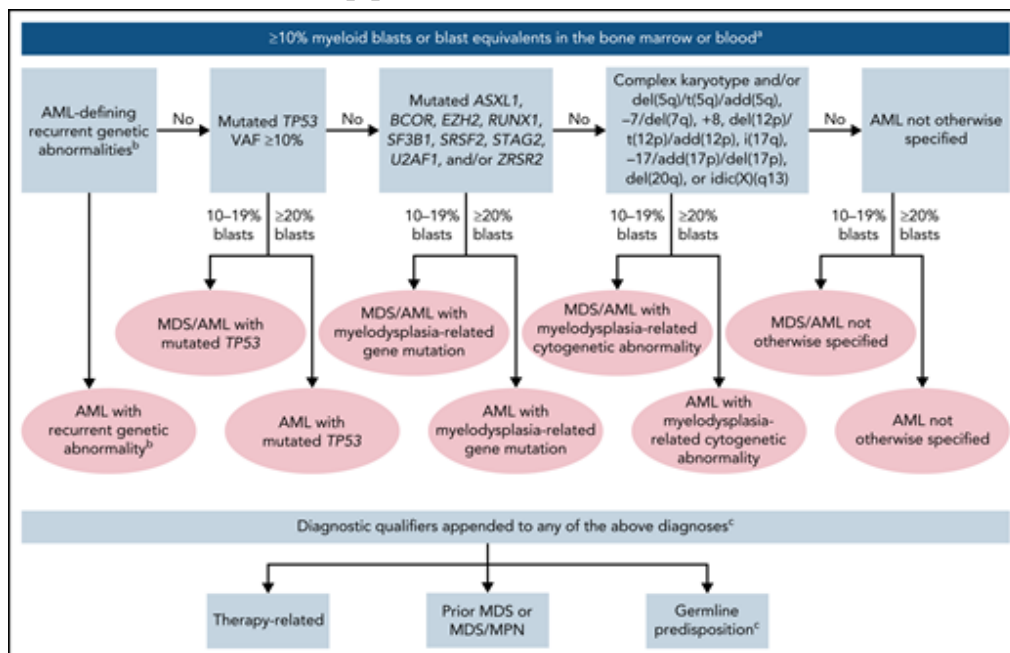 ≥10% myeloid blasts or blast equivalents in the bone marrow or blooda
AML-defining
recurrent genetic
abnormalitiesb
No
Mutated TP53
VAF ≥10%
No
Mutated ASXL1,
BCOR, EZH2, RUNX1,
SF3B1, SRSF2, STAG2,
U2AF1, and/or ZRSR2
No
Complex karyotype and/or
del(5q)/t(5q)/add(5q),
−7/del(7q), +8, del(12p)/
t(12p)/add(12p), i(17q),
−17/add(17p)/del(17p),
del(20q), or idic(X)(q13)
No
AML not otherwise
specified
10–19%
blasts
≥20%
blasts
10–19%
blasts
≥20%
blasts
10–19%
blasts
≥20%
blasts
10–19%
blasts
≥20%
blasts
MDS/AML with
mutated TP53
MDS/AML with
myelodysplasia-related
gene mutation
MDS/AML with
myelodysplasia-related
cytogenetic abnormality
MDS/AML not
otherwise specified
AML with
recurrent genetic
abnormalityb
AML with
mutated TP53
AML with
myelodysplasia-related
gene mutation
AML with
myelodysplasia-
related cytogenetic
abnormality
AML not
otherwise specified
Diagnostic qualifiers appended to any of the above diagnosesc
Therapy-related
Prior MDS or
MDS/MPN
Germline
predispositionc